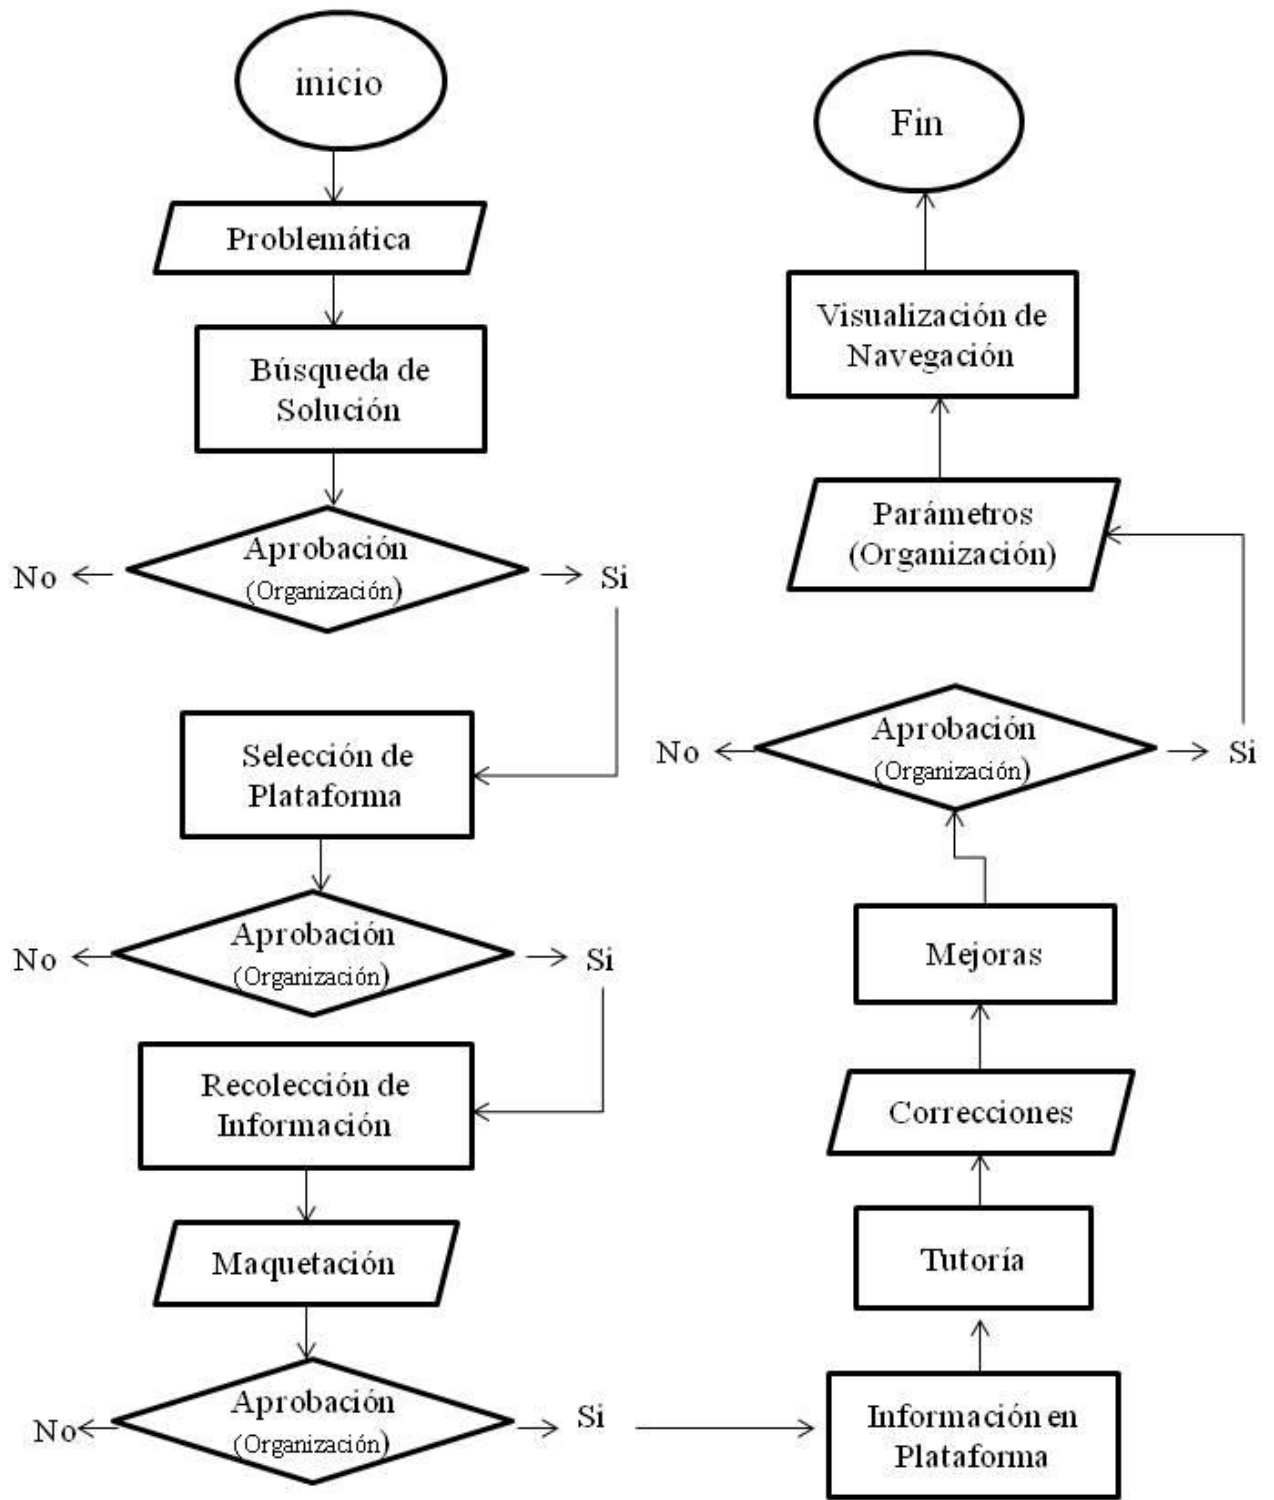 inicio
Problemática
Búsqueda de
Solución
Aprobación
(Organización)
No
Si
Selección de
Plataforma
Aprobación
(Organización)
No
Si
Recolección de
Información
Maquetación
Aprobación
(Organización)
No
Si
Información en
Plataforma
Tutoría
Correcciones
Mejoras
Aprobación
(Organización)
No
Si
Parámetros
(Organización)
Visualización de
Navegación
Fin